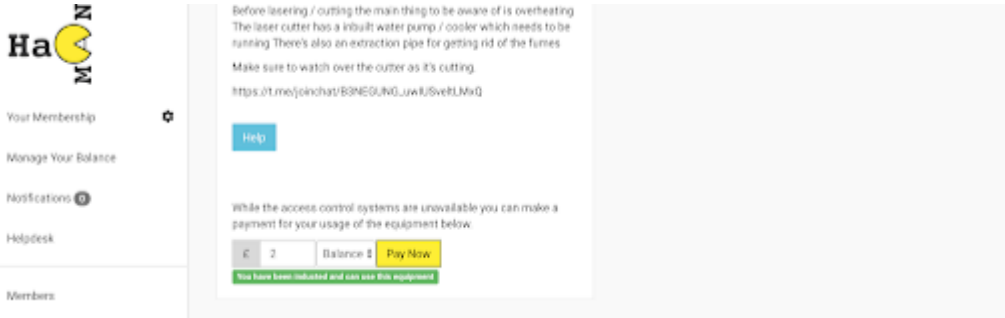 Ha
MAN
Your Membership
Manage Your Balance
Notifications 0
Helpdesk
Members
Before lasering / cutting the main thing to be aware of is overheating
The laser cutter has a inbuilt water pump / cooler which needs to be
running There's also an extraction pipe for getting rid of the fumes
Make sure to watch over the cutter as it's cutting.
Help
While the access control systems are unavailable you can make a
payment for your usage of the equipment below.
£ 2 Balance Pay Now
You have been inducted and can use this equipment